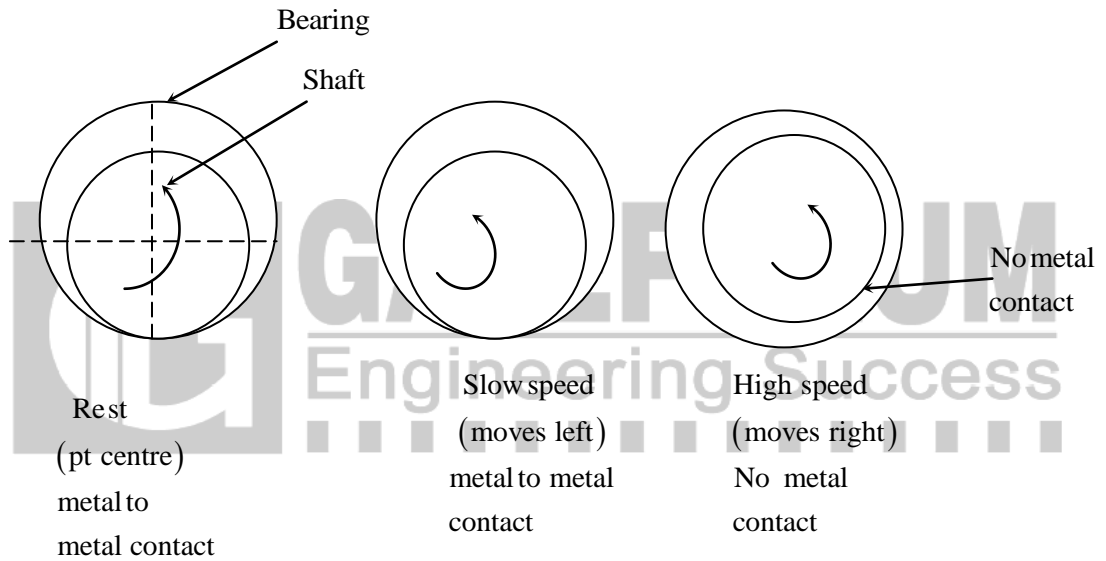 Bearing
Shaft
No metal
contact
Rest
(pt centre)
metal to
metal contact
Slow speed
(moves left)
metal to metal
contact
High speed
(moves right)
No metal
contact
Engineering Success